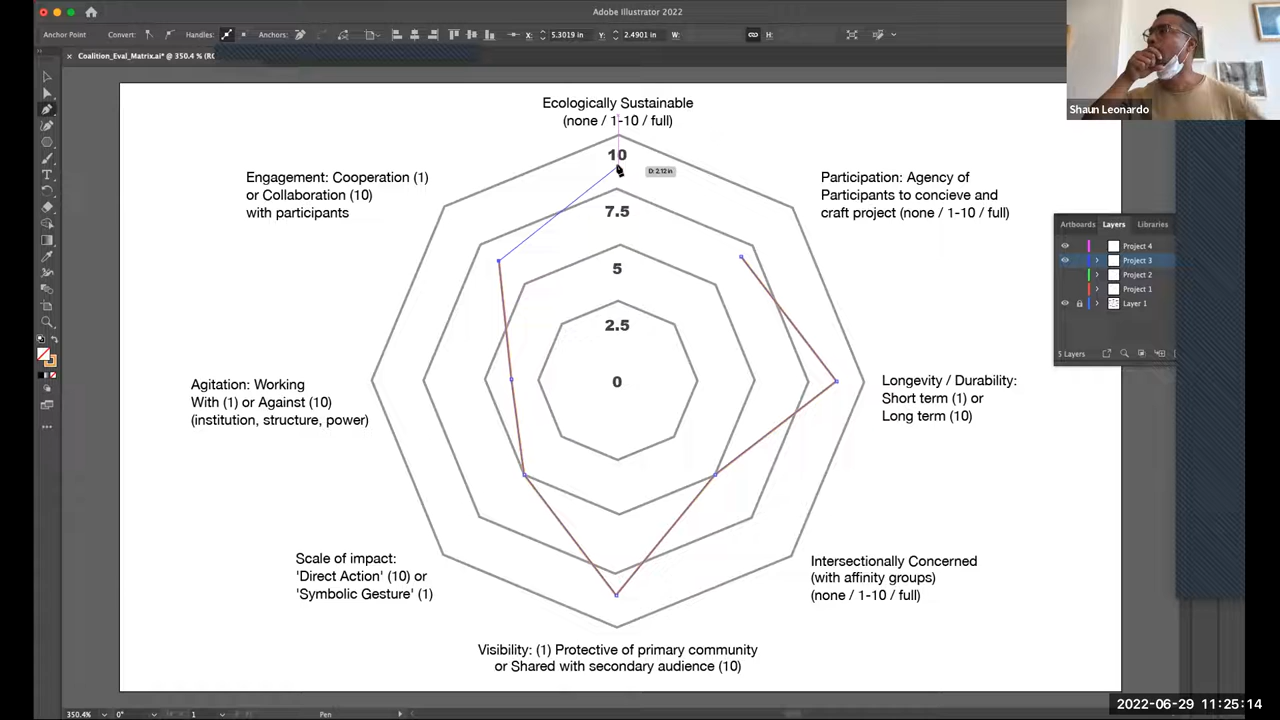 Adobe Illustrator 2022
Anchor Point
Convert:
Handles:
Anchors:
X:
5.3019 in
Y:
2.4901 in
W:
H:
× Coalition_Eval_Matrix.ai* @ 350.4 %
Shaun Leonardo
Ecologically Sustainable
(none / 1-10 / full)
10
D: 2.12 in
Engagement: Cooperation (1)
or Collaboration (10)
with participants
Participation: Agency of
Participants to concieve and
craft project (none / 1-10 / full)
7.5
5
2.5
0
Artboards
Layers
Libraries
Project 4
Project 3
Project 2
Project 1
Layer 1
5 Layers
Agitation: Working
With (1) or Against (10)
(institution, structure, power)
Longevity / Durability:
Short term (1) or
Long term (10)
Scale of impact:
'Direct Action' (10) or
'Symbolic Gesture' (1)
Intersectionally Concerned
(with affinity groups)
(none / 1-10 / full)
Visibility: (1) Protective of primary community
or Shared with secondary audience (10)
350.4%
0°
1
Pen
2022-06-29 11:25:14